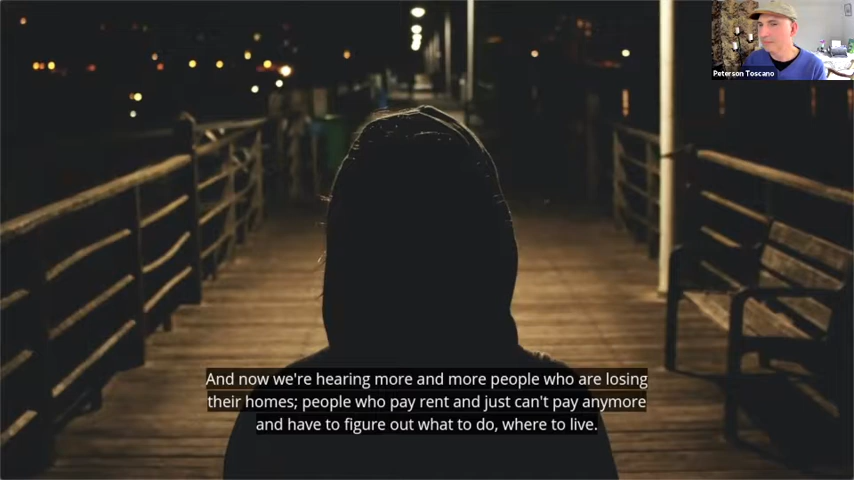 Peterson Toscano
And now we're hearing more and more people who are losing
their homes; people who pay rent and just can't pay anymore
and have to figure out what to do, where to live.